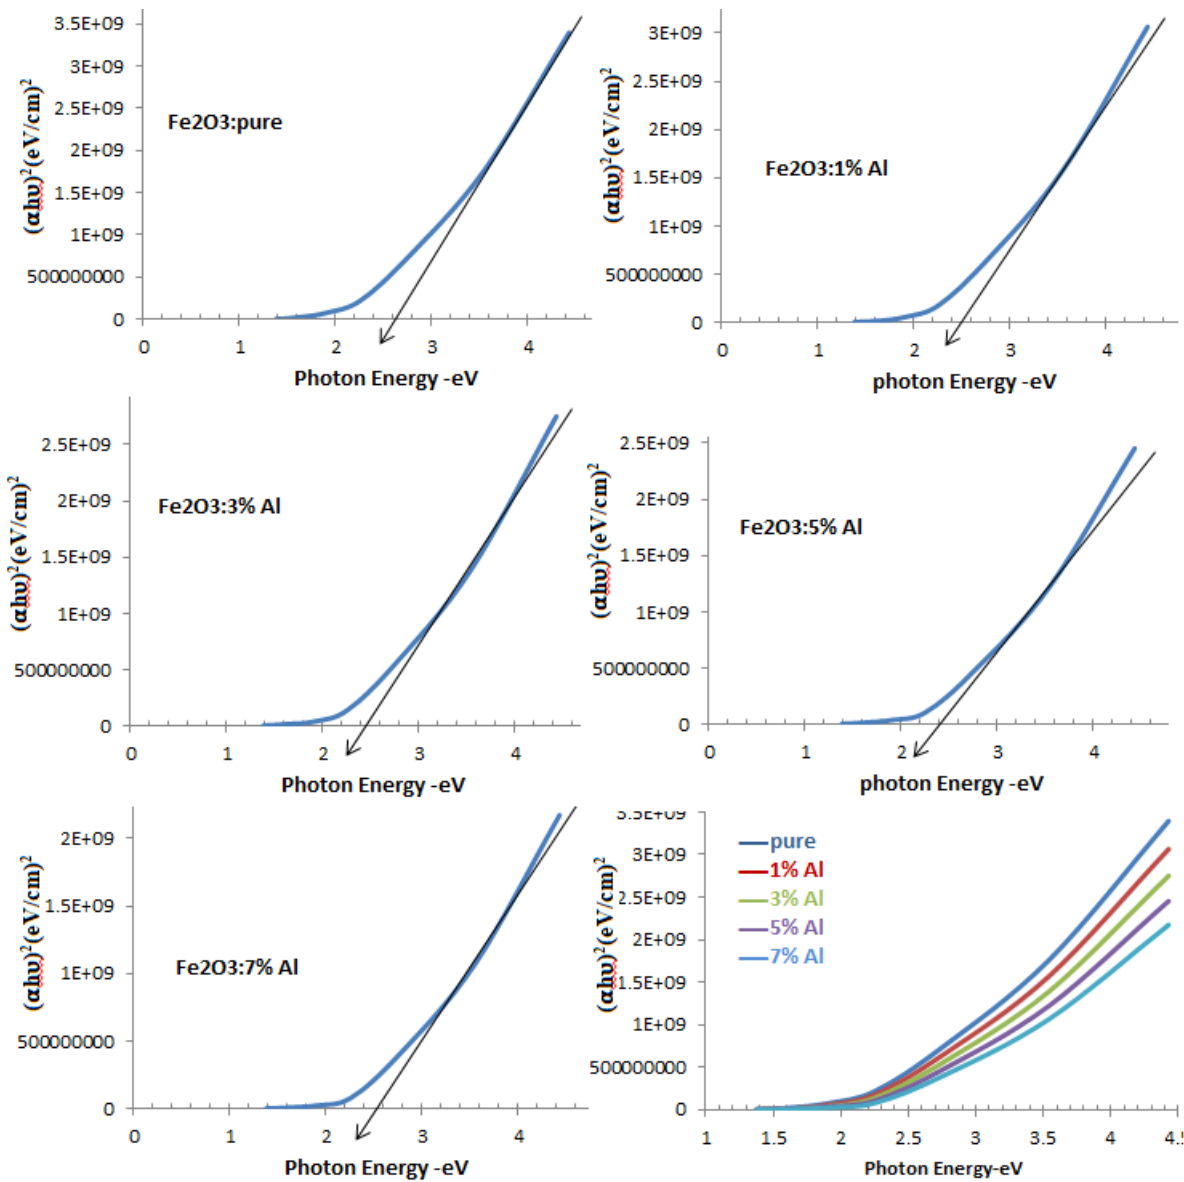 3.5E+09
3E+09
2.5E+09
2E+09
1.5E+09
1E+09
500000000
0
(αhυ)²(eV/cm)²
Fe2O3:pure
0 1 2 3 4
Photon Energy -eV
3E+09
2.5E+09
2E+09
1.5E+09
1E+09
500000000
0
(αhυ)²(eV/cm)²
Fe2O3:1% Al
0 1 2 3 4
photon Energy -eV
2.5E+09
2E+09
1.5E+09
1E+09
500000000
0
(αhυ)²(eV/cm)²
Fe2O3:3% Al
0 1 2 3 4
Photon Energy -eV
2.5E+09
2E+09
1.5E+09
1E+09
500000000
0
(αhυ)²(eV/cm)²
Fe2O3:5% Al
0 1 2 3 4
photon Energy -eV
2E+09
1.5E+09
1E+09
500000000
0
(αhυ)²(eV/cm)²
Fe2O3:7% Al
0 1 2 3 4
Photon Energy -eV
3.5E+09
3E+09
2.5E+09
2E+09
1.5E+09
1E+09
500000000
0
(αhυ)²(eV/cm)²
pure
1% Al
3% Al
5% Al
7% Al
1 1.5 2 2.5 3 3.5 4 4.5
Photon Energy-eV